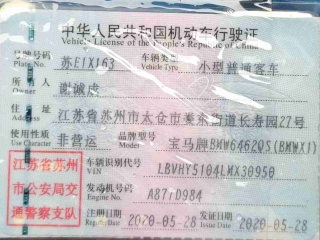 中华人民共和国机动车行驶证
Vehicle License of the People's Republic of China
号牌号码 苏E1X163 车辆类型 小型普通客车
Plate No. Vehicle Type
所有人 谢诚虎
Owner
住址 江苏省苏州市太仓市娄东街道长寿园27号
Address
使用性质 非营运 品牌型号 宝马牌BMW6462QS(BMWX1)
Use Character Model
江苏省苏州 车辆识别代号 LBVHY5104LMX30950
VIN
市公安局交 发动机号码 A871D984
Engine No.
通警察支队 注册日期 2020-05-28 发证日期 2020-05-28
Register Date Issue Date